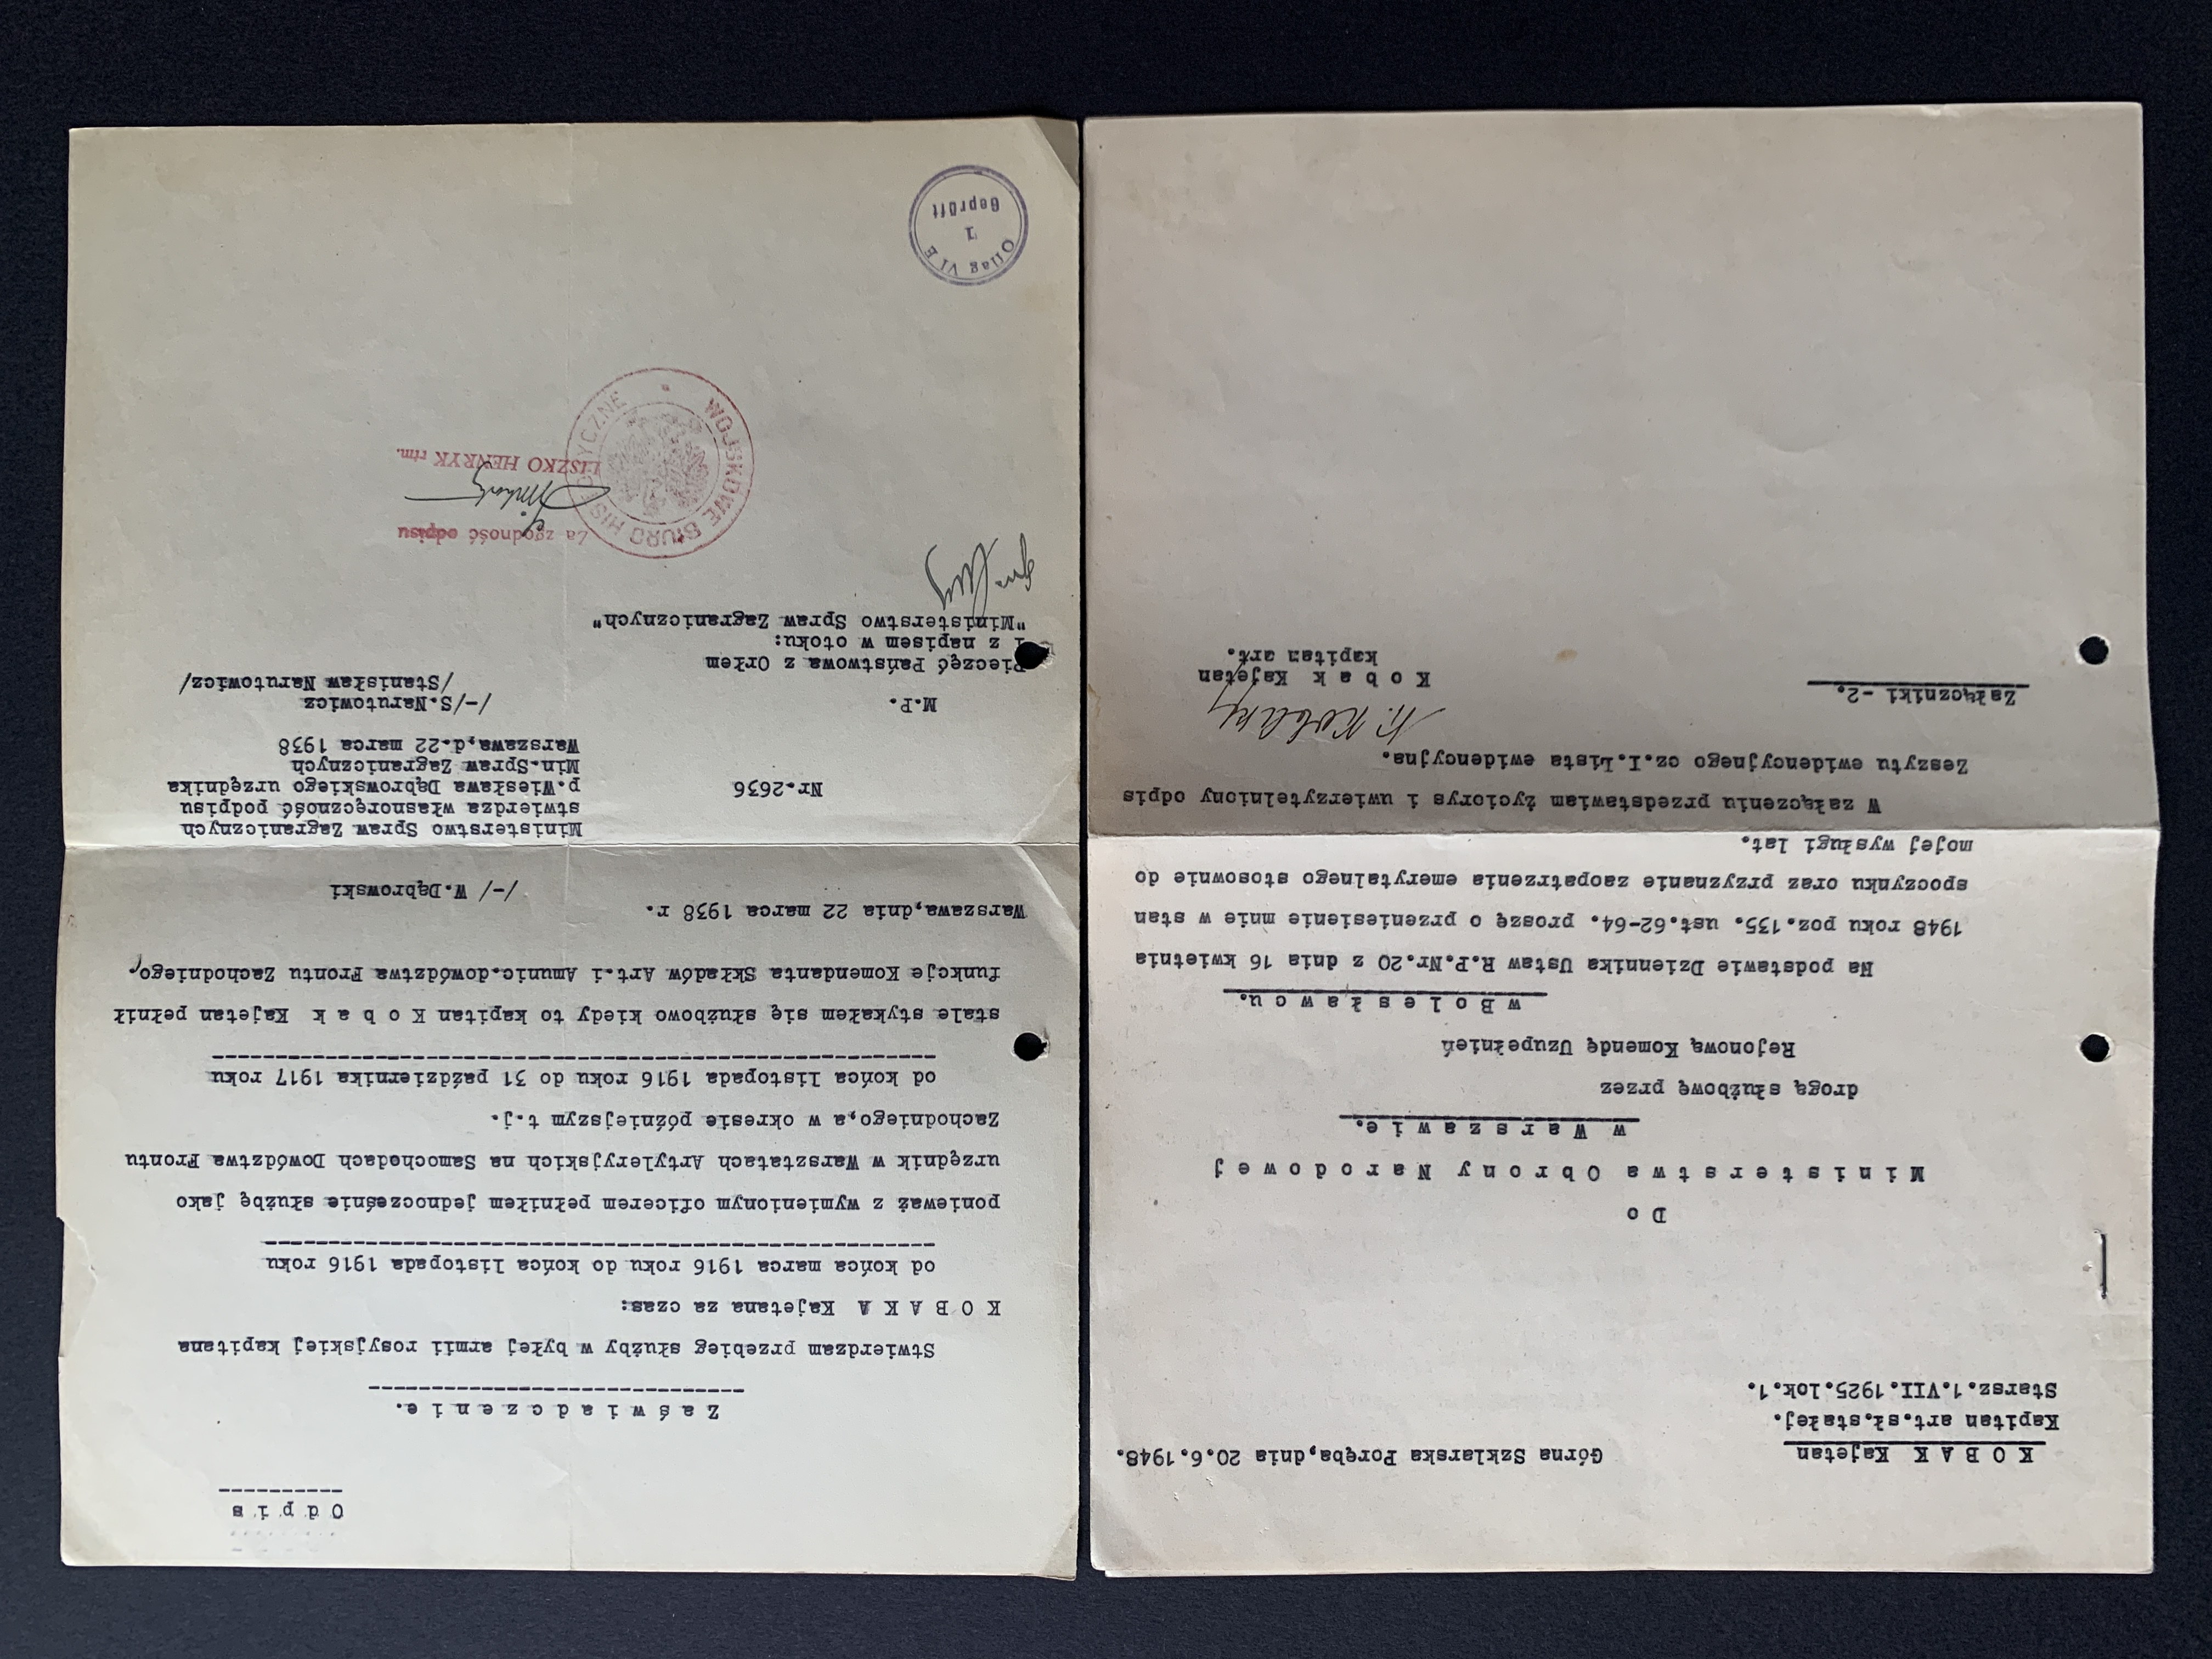 K O B A K Kajetan
Górna Szklarska Poręba,dnia 20.6.1948.
Kapitan art.sł.stałej.
Starsz.1.VII.1925.lok.1.
Do
M i n i s t e r s t w a O b r o n y N a r o d o w e j
w W a r s z a w i e.
drogą służbową przez
Rejonową Komendę Uzupełnień
w B o l e s ł a w c u.
Na podstawie Dziennika Ustaw R.P.Nr.20 z dnia 16 kwietnia
1948 roku poz.135. ust.62-64. proszę o przeniesienie mnie w stan
spoczynku oraz przyznanie zaopatrzenia emerytalnego stosownie do
mojej wysługi lat.
W załączeniu przedstawiam życiorys i uwierzytelniony odpis
Zeszytu ewidencyjnego cz.I.Lista ewidencyjna.
Załączniki -2.
K o b a k Kajetan
kapitan art.
O d p i s
Z a ś w i a d c z e n i e.
Stwierdzam przebieg służby w byłej armii rosyjskiej kapitana
K O B A K A Kajetana za czas:
od końca marca 1916 roku do końca listopada 1916 roku
ponieważ z wymienionym oficerem pełniłem jednocześnie służbę jako
urzędnik w Warsztatach Artyleryjskich na Samochodach Dowództwa Frontu
Zachodniego,a w okresie późniejszym t.j.
od końca listopada 1916 roku do 31 października 1917 roku
stale stykałem się służbowo kiedy to kapitan K o b a k Kajetan pełnił
funkcje Komendanta Składów Art.i Amunic.dowództwa Frontu Zachodniego.
Warszawa,dnia 22 marca 1938 r.
/-/ W.Dąbrowski
Ministerstwo Spraw Zagranicznych
stwierdza własnoręczność podpisu
Nr.2636
p.Wiesława Dąbrowskiego urzędnika
Min.Spraw Zagranicznych
Warszawa,d.22 marca 1938
M.P.
/-/S.Narutowicz
/Stanisław Narutowicz/
Pieczęć Państwowa z Orłem
i z napisem w otoku:
"Ministerstwo Spraw Zagranicznych"
Za zgodność odpisu
LISZKO HENRYK rtm.
WOJSKOWE BIURO HISTORYCZNE
Oflag VI E
1
Geprüft